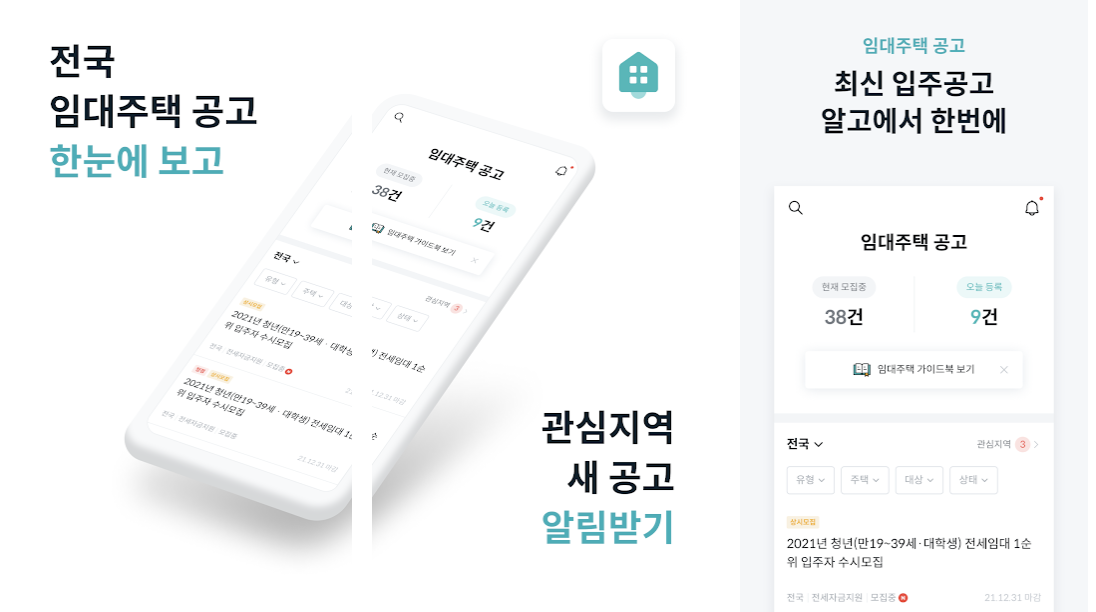 전국
임대주택 공고
한눈에 보고
임대주택 공고
현재 모집중
38건
오늘 등록
9건
임대주택 가이드북 보기
전국
관심지역 3
유형
주택
대상
상태
상시모집
2021년 청년(만19~39세 · 대학생) 전세임대 1순
위 입주자 수시모집
전국 전세자금지원 모집중
21.12.31 마감
정정 상시모집
2021년 청년(만19~39세 · 대학생) 전세임대 1순
위 입주자 수시모집
전국 전세자금지원 모집중
21.12.31 마감
관심지역
새 공고
알림받기
임대주택 공고
최신 입주공고
알고에서 한번에
임대주택 공고
현재 모집중
38건
오늘 등록
9건
임대주택 가이드북 보기
전국
관심지역 3
유형
주택
대상
상태
상시모집
2021년 청년(만19~39세·대학생) 전세임대 1순
위 입주자 수시모집
전국 전세자금지원 모집중
21.12.31 마감